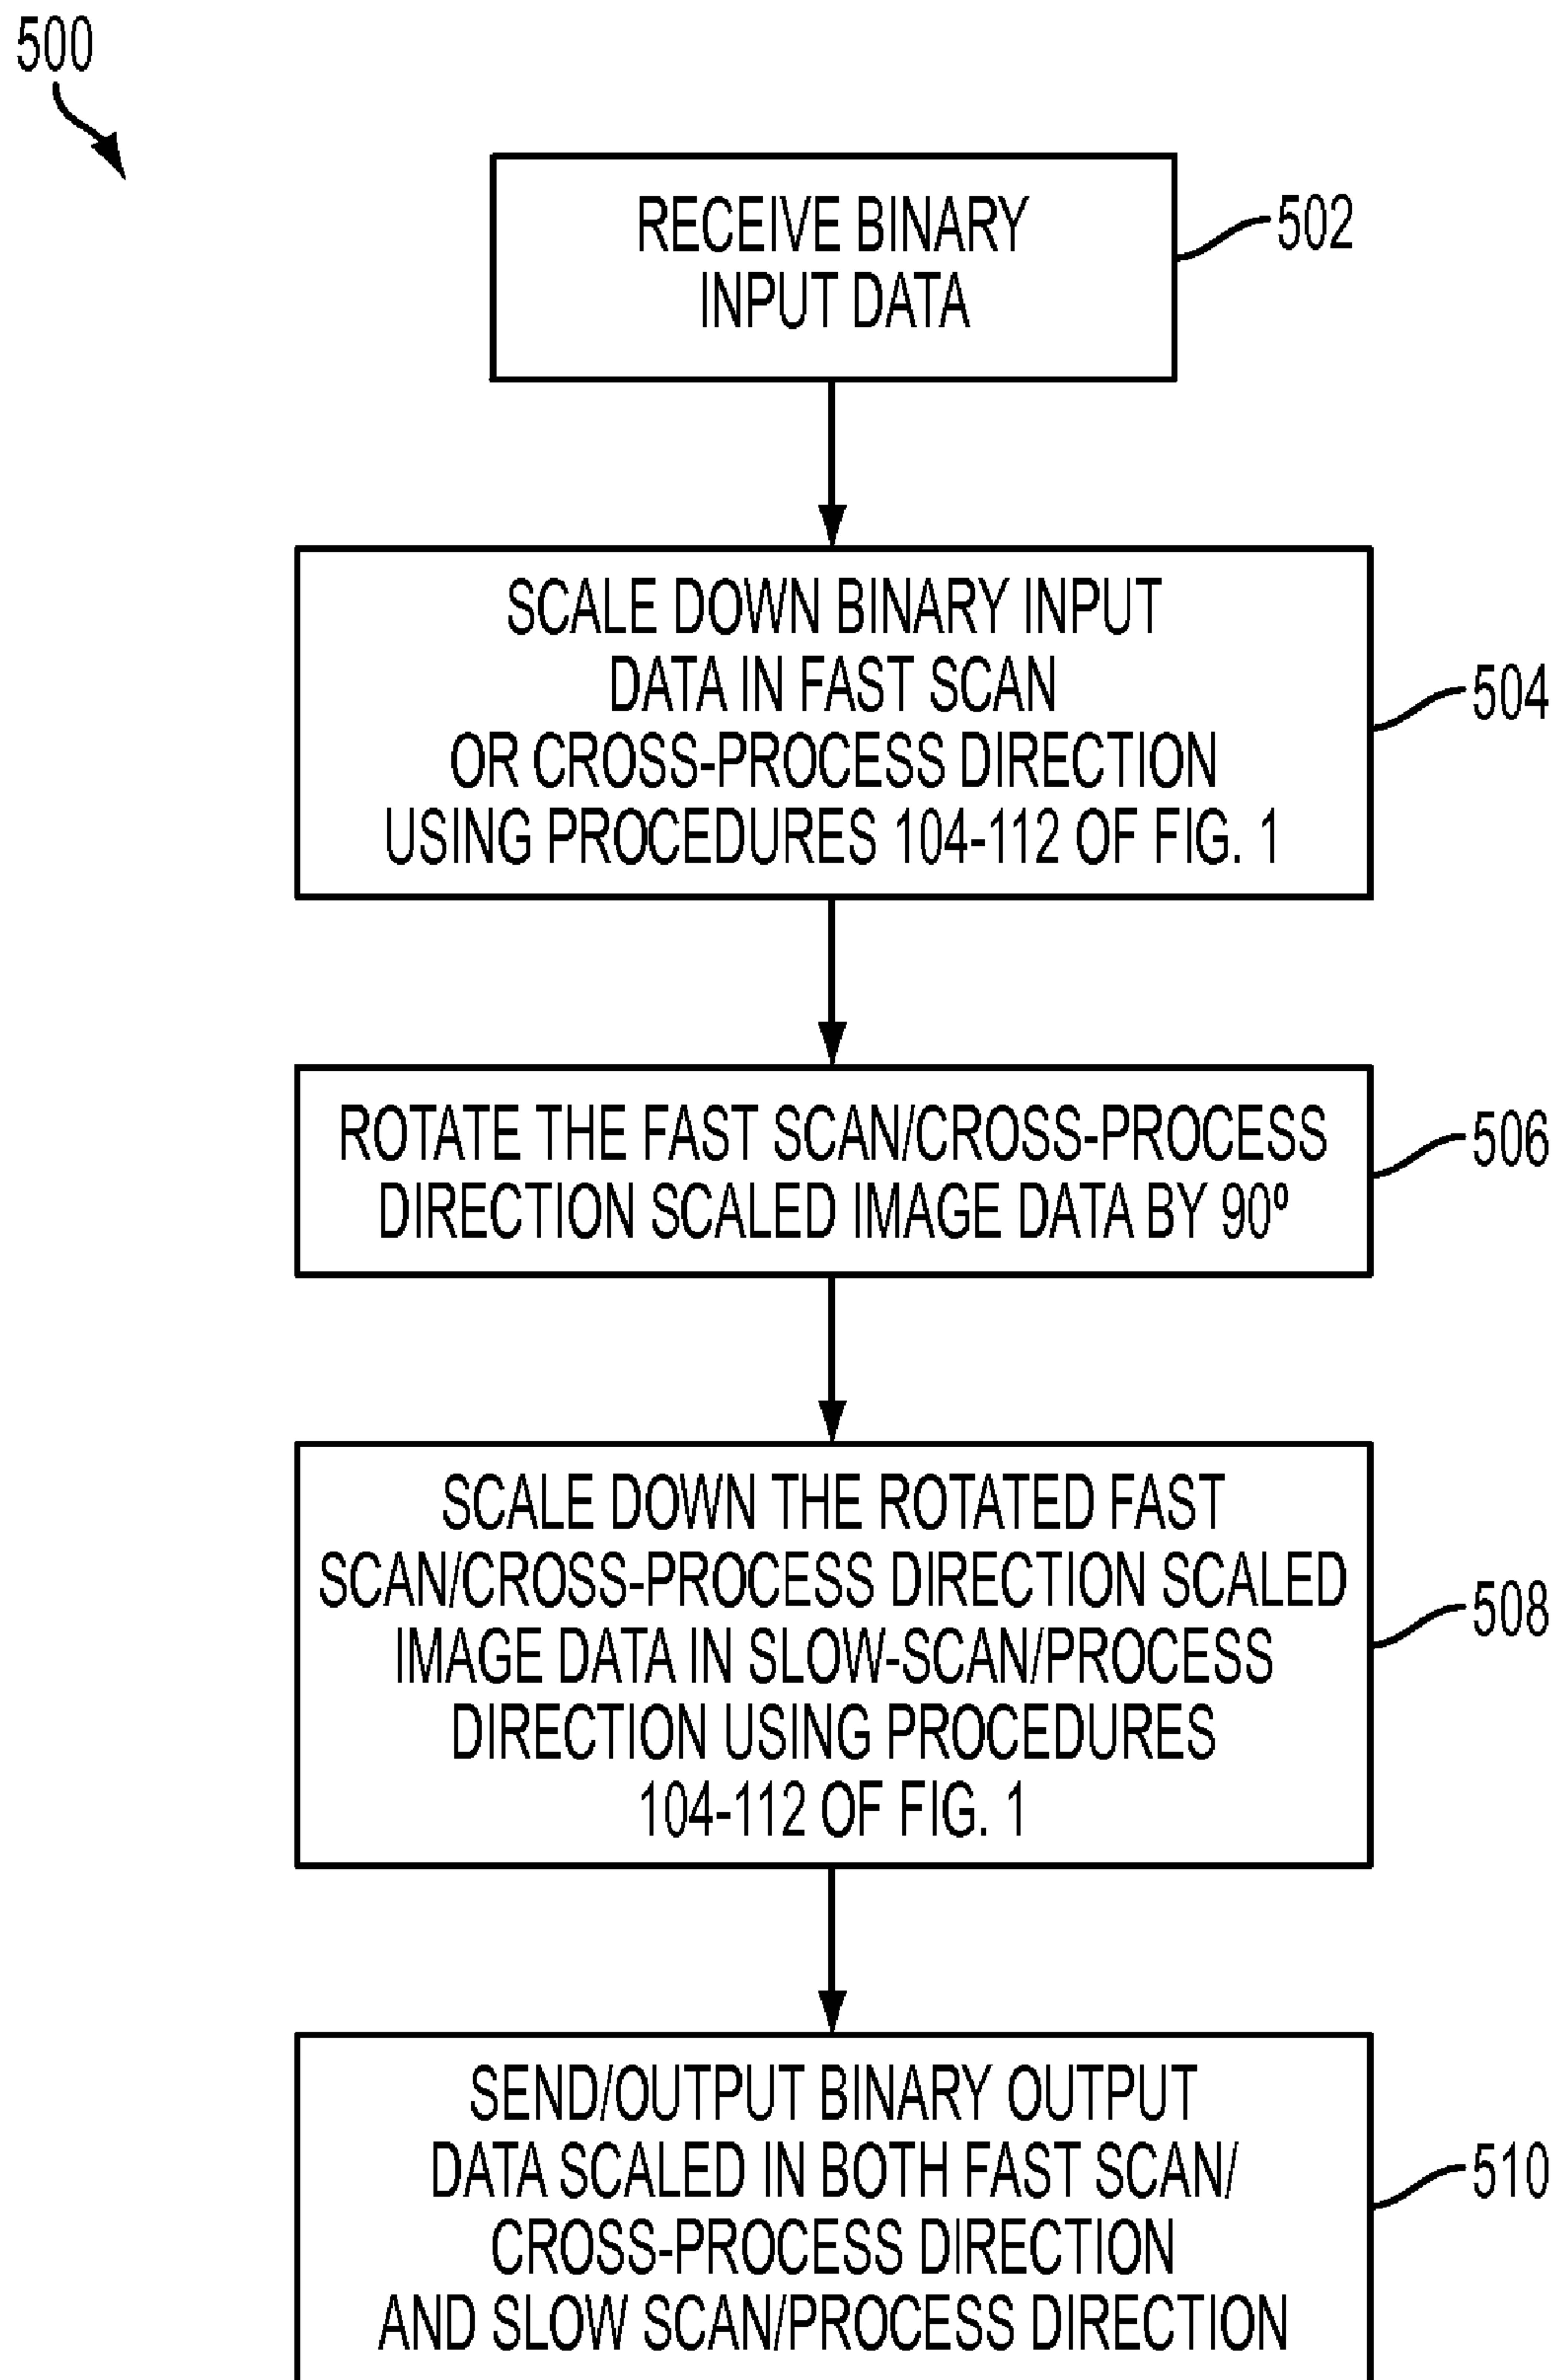 500
RECEIVE BINARY
INPUT DATA
502
SCALE DOWN BINARY INPUT
DATA IN FAST SCAN
OR CROSS-PROCESS DIRECTION
USING PROCEDURES 104-112 OF FIG. 1
504
ROTATE THE FAST SCAN/CROSS-PROCESS
DIRECTION SCALED IMAGE DATA BY 90º
506
SCALE DOWN THE ROTATED FAST
SCAN/CROSS-PROCESS DIRECTION SCALED
IMAGE DATA IN SLOW-SCAN/PROCESS
DIRECTION USING PROCEDURES
104-112 OF FIG. 1
508
SEND/OUTPUT BINARY OUTPUT
DATA SCALED IN BOTH FAST SCAN/
CROSS-PROCESS DIRECTION
AND SLOW SCAN/PROCESS DIRECTION
510